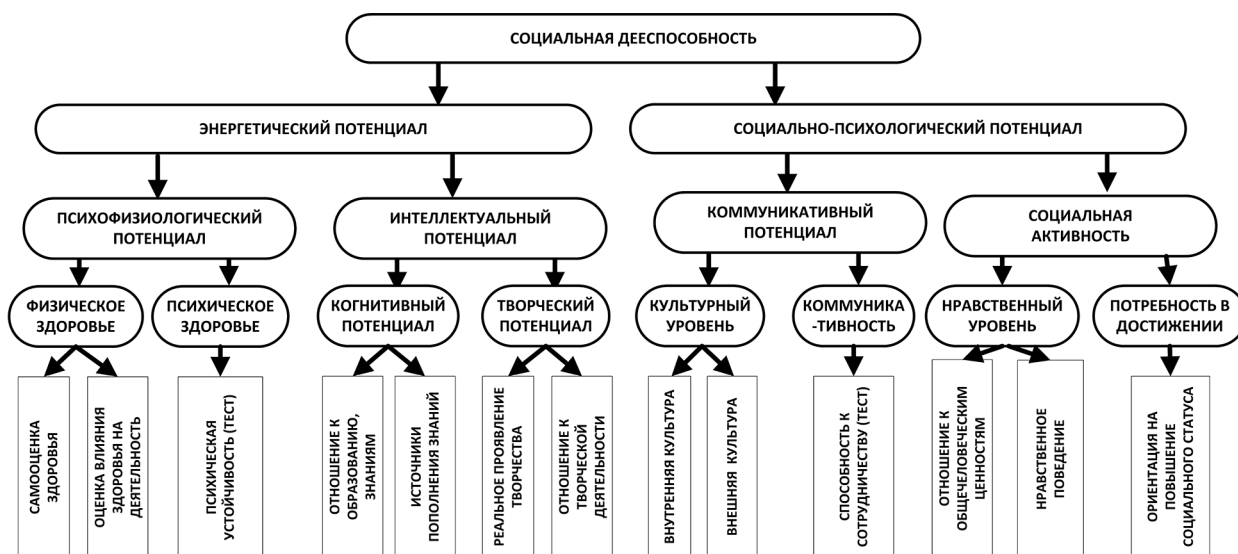 СОЦИАЛЬНАЯ ДЕЕСПОСОБНОСТЬ
ЭНЕРГЕТИЧЕСКИЙ ПОТЕНЦИАЛ
СОЦИАЛЬНО-ПСИХОЛОГИЧЕСКИЙ ПОТЕНЦИАЛ
ПСИХОФИЗИОЛОГИЧЕСКИЙ
ПОТЕНЦИАЛ
ИНТЕЛЛЕКТУАЛЬНЫЙ
ПОТЕНЦИАЛ
КОММУНИКАТИВНЫЙ
ПОТЕНЦИАЛ
СОЦИАЛЬНАЯ
АКТИВНОСТЬ
ФИЗИЧЕСКОЕ
ЗДОРОВЬЕ
ПСИХИЧЕСКОЕ
ЗДОРОВЬЕ
КОГНИТИВНЫЙ
ПОТЕНЦИАЛ
ТВОРЧЕСКИЙ
ПОТЕНЦИАЛ
КУЛЬТУРНЫЙ
УРОВЕНЬ
КОММУНИКА
-ТИВНОСТЬ
НРАВСТВЕННЫЙ
УРОВЕНЬ
ПОТРЕБНОСТЬ В
ДОСТИЖЕНИИ
САМООЦЕНКА
ЗДОРОВЬЯ
ОЦЕНКА ВЛИЯНИЯ
ЗДОРОВЬЯ НА
ДЕЯТЕЛЬНОСТЬ
ПСИХИЧЕСКАЯ
УСТОЙЧИВОСТЬ (ТЕСТ)
ОТНОШЕНИЕ К
ОБРАЗОВАНИЮ,
ЗНАНИЯМ
ИСТОЧНИКИ
ПОПОЛНЕНИЯ ЗНАНИЙ
РЕАЛЬНОЕ ПРОЯВЛЕНИЕ
ТВОРЧЕСТВА
ОТНОШЕНИЕ К
ТВОРЧЕСКОЙ
ДЕЯТЕЛЬНОСТИ
ВНУТРЕННЯЯ КУЛЬТУРА
ВНЕШНЯЯ КУЛЬТУРА
СПОСОБНОСТЬ К
СОТРУДНИЧЕСТВУ (ТЕСТ)
ОТНОШЕНИЕ К
ОБЩЕЧЕЛОВЕЧЕСКИМ
ЦЕННОСТЯМ
НРАВСТВЕННОЕ
ПОВЕДЕНИЕ
ОРИЕНТАЦИЯ НА
ПОВЫШЕНИЕ
СОЦИАЛЬНОГО СТАТУСА